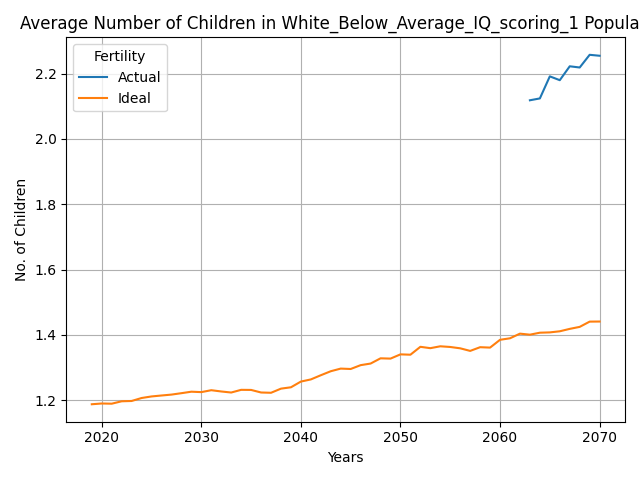 Average Number of Children in White_Below_Average_IQ_scoring_1 Popula
Fertility
Actual
Ideal
2.2
2.0
1.8
1.6
1.4
1.2
No. of Children
2020 2030 2040 2050 2060 2070
Years